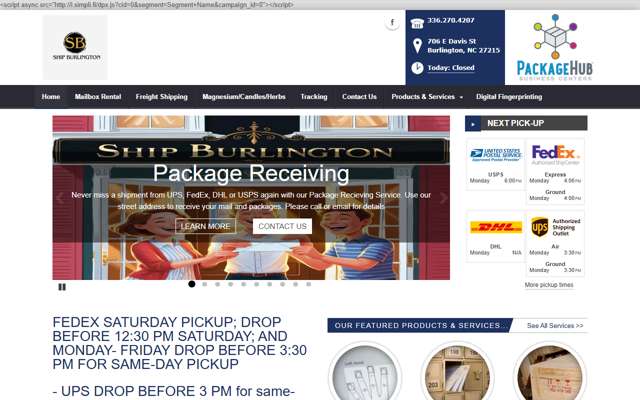 <script async src="http://i.simpli.fi/dpx.js?cid=0&segment=Segment+Name&campaign_id=0"></script>
SB
SHIP BURLINGTON
f
336.270.4207
706 E Davis St
Burlington, NC 27215
Today: Closed
PACKAGEHUB
BUSINESS CENTERS
Home Mailbox Rental Freight Shipping Magnesium/Candles/Herbs Tracking Contact Us Products & Services Digital Fingerprinting
SHIP BURLINGTON
Package Receiving
Never miss a shipment from UPS, FedEx, DHL or USPS again with our Package Recieving Service. Use our
street address to receive your mail and packages. Please call or email for details
LEARN MORE CONTACT US
NEXT PICK-UP
UNITED STATES
POSTAL SERVICE
Approved Postal Provider
USPS
Monday 6:00 PM
FedEx
Authorized ShipCenter
Express
Monday 4:00 PM
Ground
Monday 4:00 PM
DHL
DHL
Monday N/A
ups
Authorized
Shipping
Outlet
Air
Monday 3:30 PM
Ground
Monday 3:30 PM
More pickup times
FEDEX SATURDAY PICKUP; DROP
BEFORE 12:30 PM SATURDAY; AND
MONDAY- FRIDAY DROP BEFORE 3:30
PM FOR SAME-DAY PICKUP
- UPS DROP BEFORE 3 PM for same-
OUR FEATURED PRODUCTS & SERVICES... See All Services >>